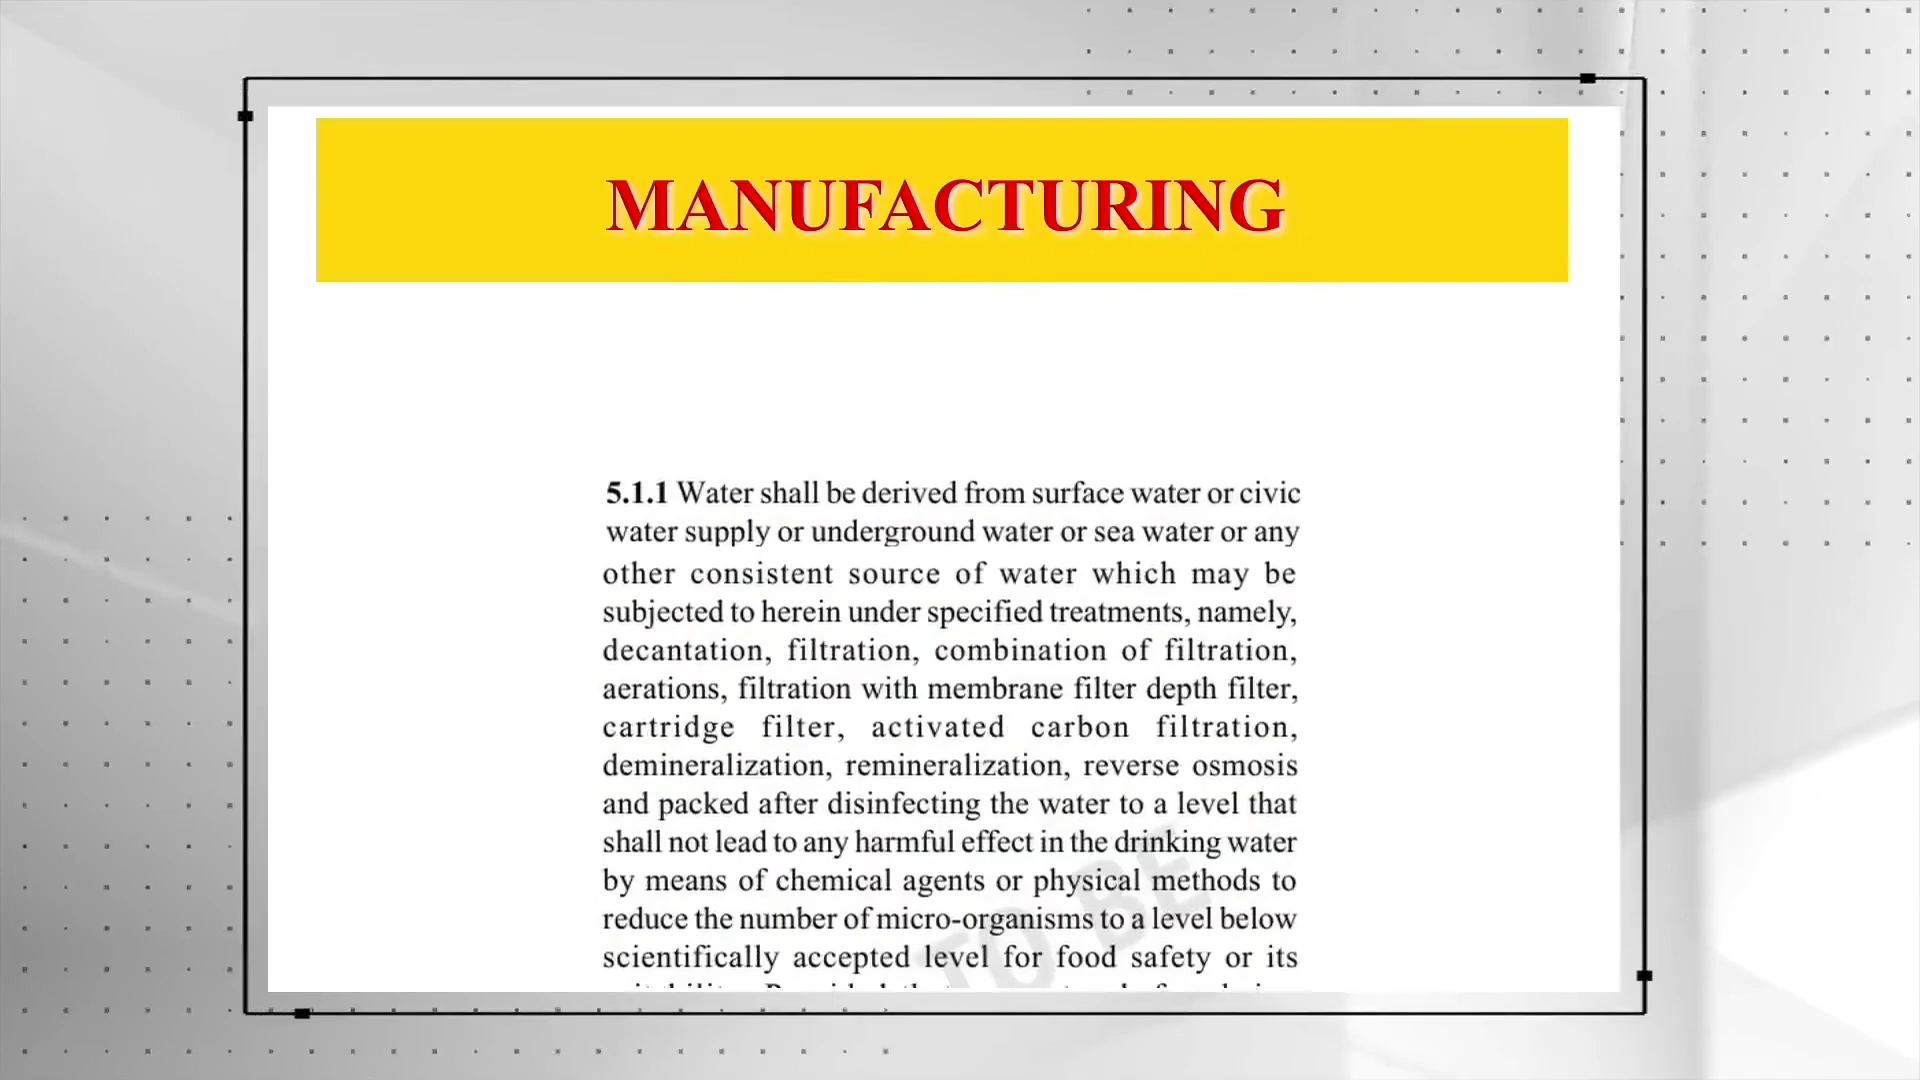 MANUFACTURING
5.1.1 Water shall be derived from surface water or civic
water supply or underground water or sea water or any
other consistent source of water which may be
subjected to herein under specified treatments, namely,
decantation, filtration, combination of filtration,
aerations, filtration with membrane filter depth filter,
cartridge filter, activated carbon filtration,
demineralization, remineralization, reverse osmosis
and packed after disinfecting the water to a level that
shall not lead to any harmful effect in the drinking water
by means of chemical agents or physical methods to
reduce the number of micro-organisms to a level below
scientifically accepted level for food safety or its
TO BE